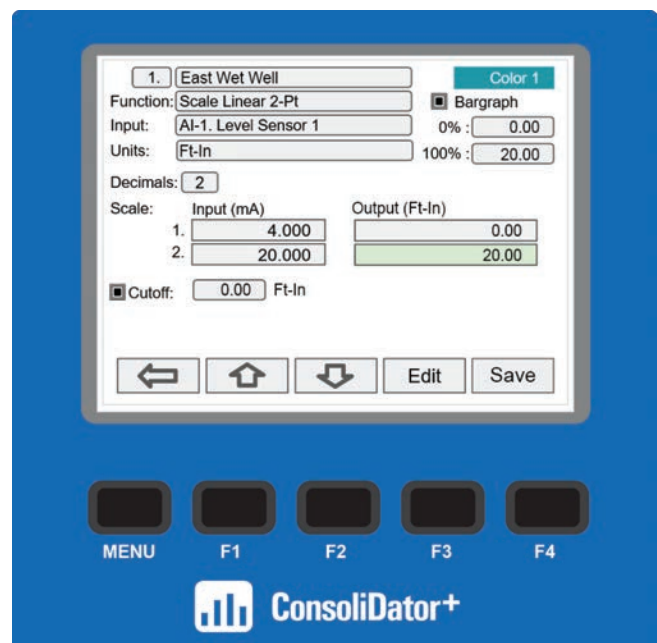 1. East Wet Well Color 1
Function: Scale Linear 2-Pt Bargraph
Input: AI-1. Level Sensor 1 0% : 0.00
Units: Ft-In 100% : 20.00
Decimals: 2
Scale: Input (mA) Output (Ft-In)
1. 4.000 0.00
2. 20.000 20.00
Cutoff: 0.00 Ft-In
Edit Save
MENU F1 F2 F3 F4
ConsoliDator+